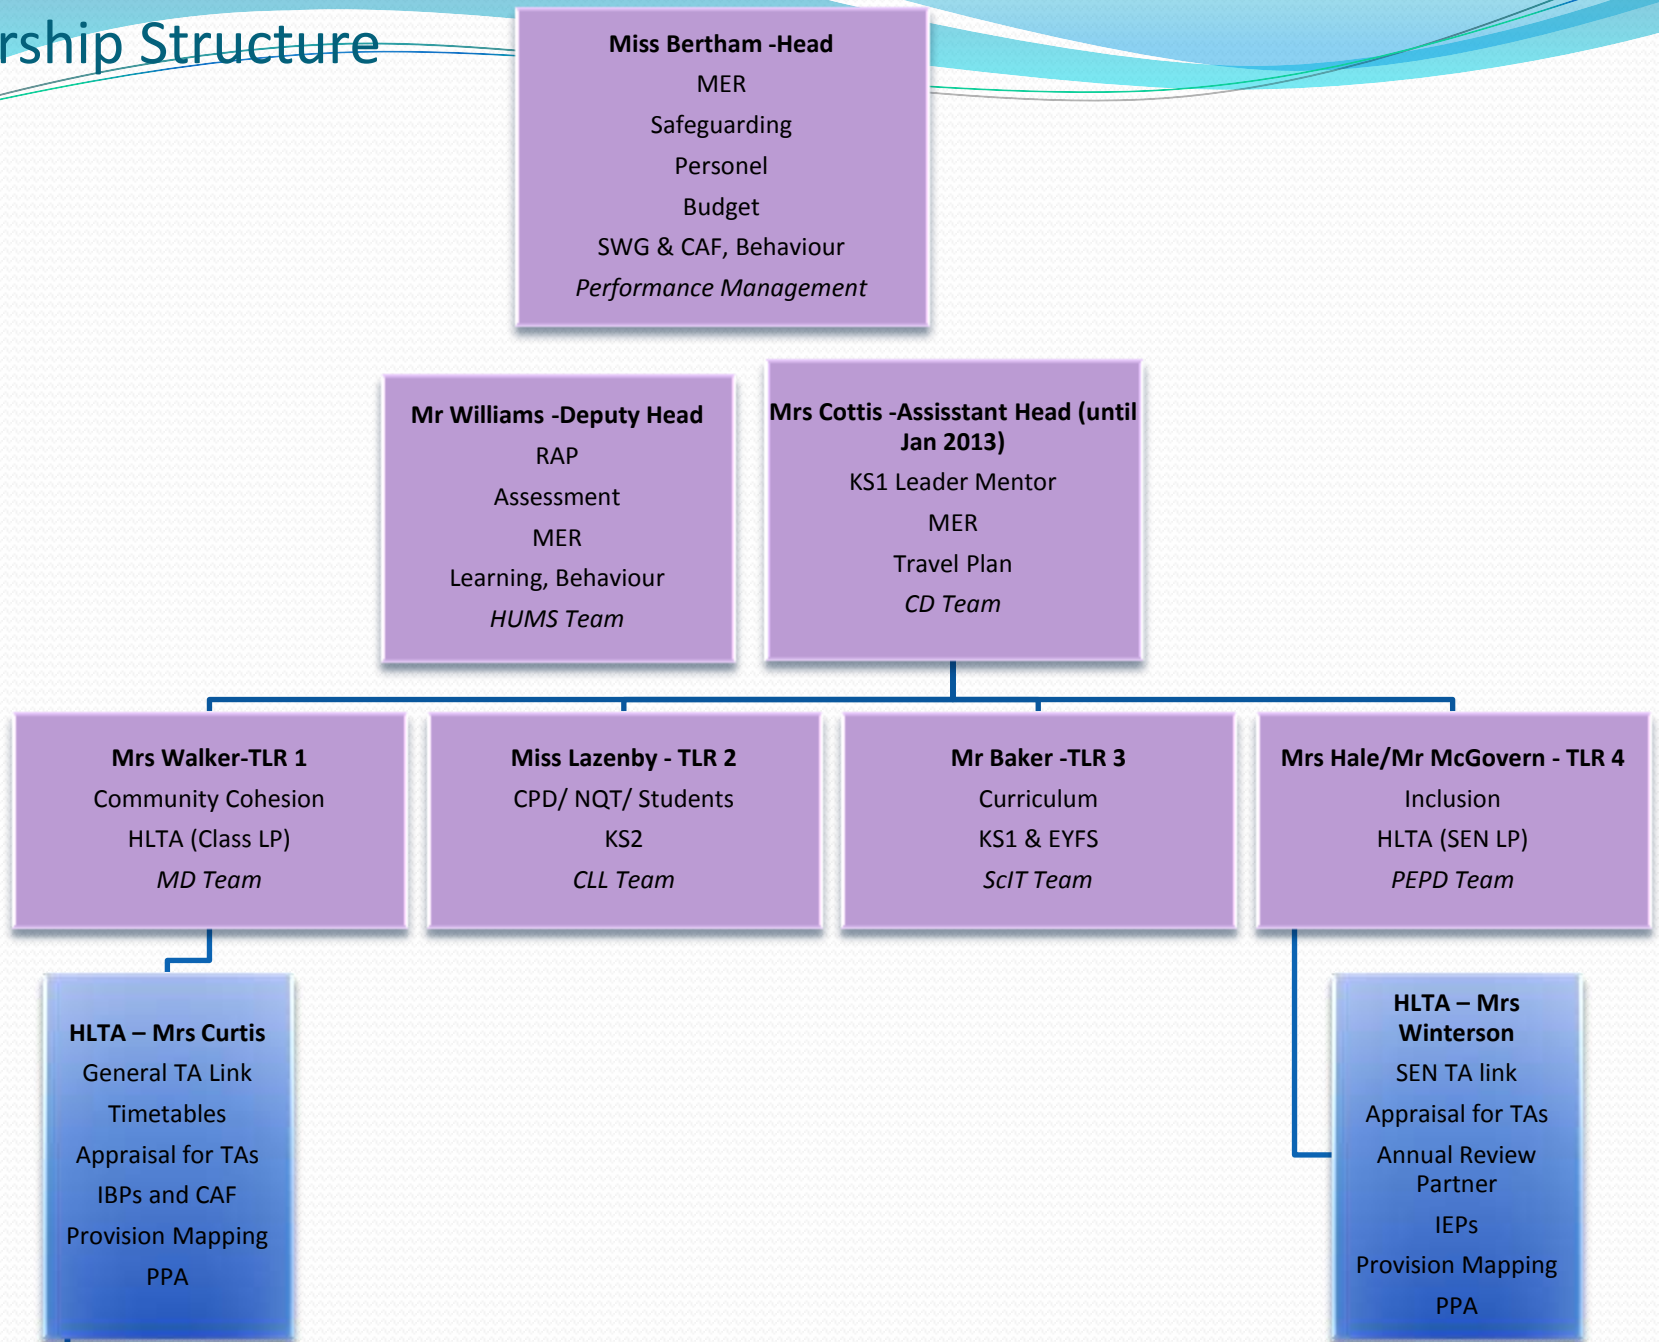 rship Structure
Miss Bertham -Head
MER
Safeguarding
Personel
Budget
SWG & CAF, Behaviour
Performance Management
Mr Williams -Deputy Head
RAP
Assessment
MER
Learning, Behaviour
HUMS Team
Mrs Cottis -Assisstant Head (until
Jan 2013)
KS1 Leader Mentor
MER
Travel Plan
CD Team
Mrs Walker-TLR 1
Community Cohesion
HLTA (Class LP)
MD Team
Miss Lazenby - TLR 2
CPD/ NQT/ Students
KS2
CLL Team
Mr Baker -TLR 3
Curriculum
KS1 & EYFS
ScIT Team
Mrs Hale/Mr McGovern - TLR 4
Inclusion
HLTA (SEN LP)
PEPD Team
HLTA – Mrs Curtis
General TA Link
Timetables
Appraisal for TAs
IBPs and CAF
Provision Mapping
PPA
HLTA – Mrs
Winterson
SEN TA link
Appraisal for TAs
Annual Review
Partner
IEPs
Provision Mapping
PPA